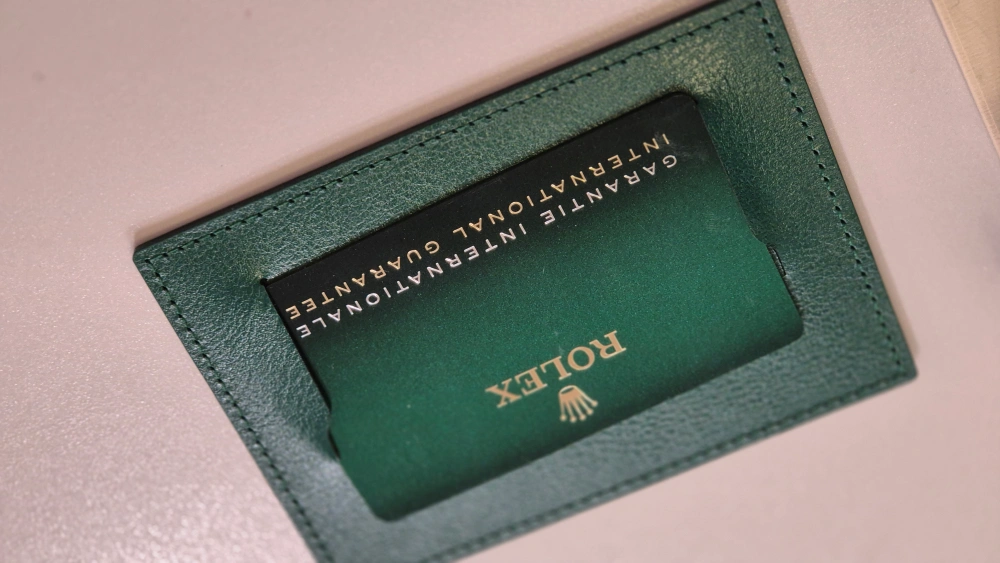 ROLEX
GARANTIE INTERNATIONALE
INTERNATIONAL GUARANTEE